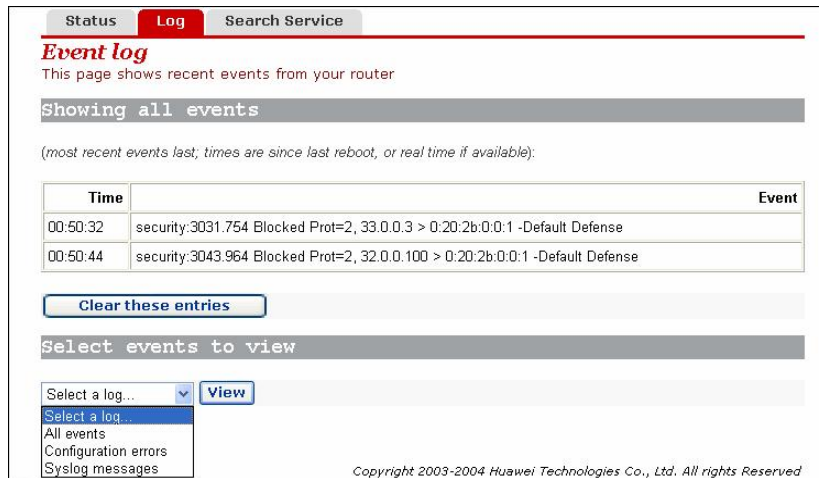 Status Log Search Service
Event log
This page shows recent events from your router
Showing all events
(most recent events last; times are since last reboot, or real time if available):
Time Event
00:50:32 security:3031.754 Blocked Prot=2, 33.0.0.3 > 0:20:2b:0:0:1 -Default Defense
00:50:44 security:3043.964 Blocked Prot=2, 32.0.0.100 > 0:20:2b:0:0:1 -Default Defense
Clear these entries
Select events to view
Select a log... View
Select a log...
All events
Configuration errors
Syslog messages
Copyright 2003-2004 Huawei Technologies Co., Ltd. All rights Reserved